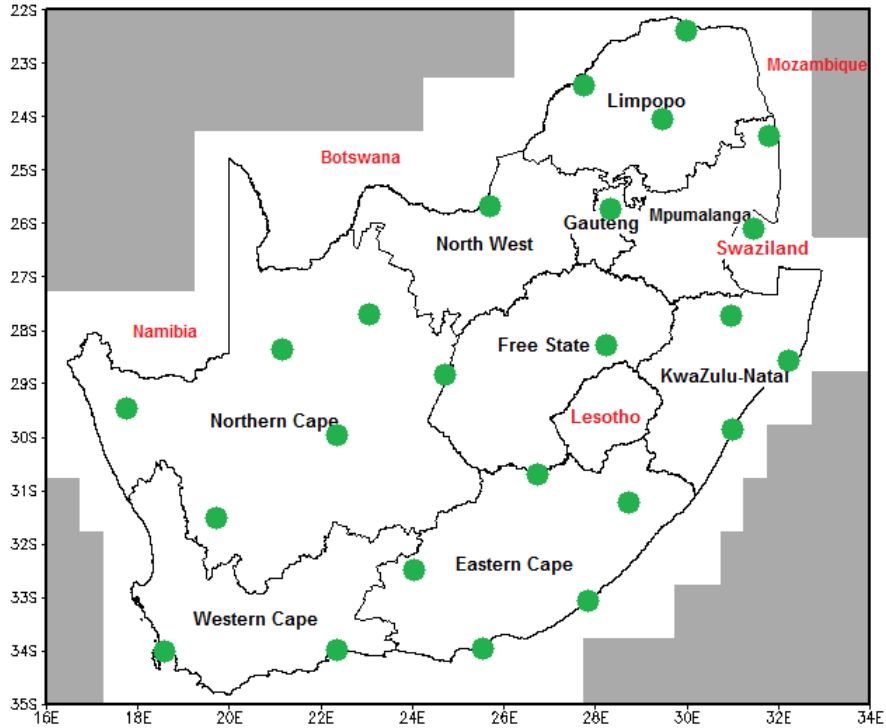 22S
23S
Mozambique
Limpopo
24S
Botswana
25S
Mpumalanga
Gauteng
26S
North West
Swaziland
27S
Namibia
28S
Free State
KwaZulu-Natal
29S
Lesotho
Northern Cape
30S
31S
32S
Eastern Cape
33S
Western Cape
34S
35S
16E 18E 20E 22E 24E 26E 28E 30E 32E 34E